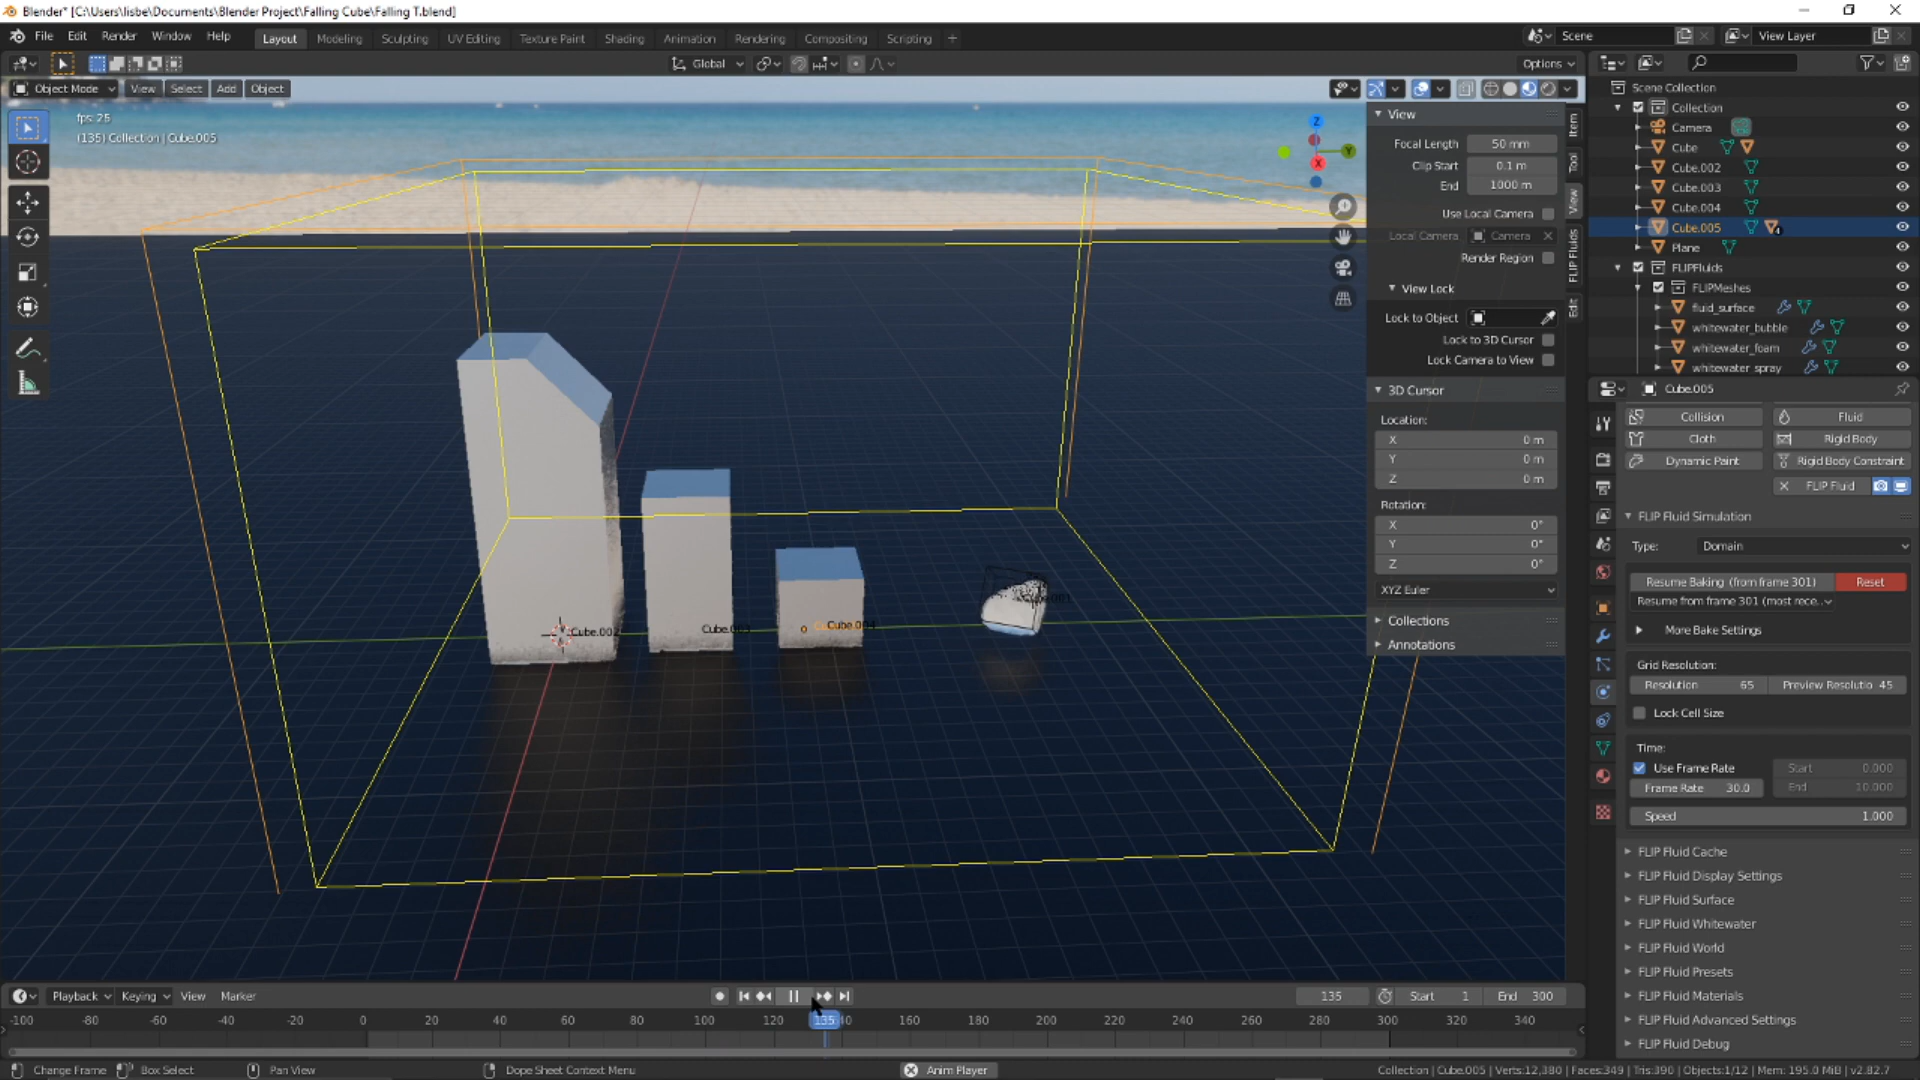 Blender* [C:\Users\lisbe\Documents\Blender Project\Falling Cube\Falling T.blend]
File Edit Render Window Help Layout Modeling Sculpting UV Editing Texture Paint Shading Animation Rendering Compositing Scripting + Scene View Layer
Global Options
Object Mode View Select Add Object
fps: 25
(135) Collection | Cube.005
Z
Y
X
Cube.002
Cube.004
View
Focal Length 50 mm
Clip Start 0.1 m
End 1000 m
Use Local Camera
Local Camera Camera
Render Region
View Lock
Lock to Object
Lock to 3D Cursor
Lock Camera to View
3D Cursor
Location:
X 0 m
Y 0 m
Z 0 m
Rotation:
X 0°
Y 0°
Z 0°
XYZ Euler
Collections
Annotations
Item
Tool
View
FLIP Fluids
Edit
Scene Collection
Collection
Camera
Cube
Cube.002
Cube.003
Cube.004
Cube.005
Plane
FLIPFluids
FLIPMeshes
fluid_surface
whitewater_bubble
whitewater_foam
whitewater_spray
Cube.005
Collision Fluid
Cloth Rigid Body
Dynamic Paint Rigid Body Constraint
FLIP Fluid
FLIP Fluid Simulation
Type: Domain
Resume Baking (from frame 301) Reset
Resume from frame 301 (most rece..
More Bake Settings
Grid Resolution:
Resolution 65 Preview Resolutio 45
Lock Cell Size
Time:
Use Frame Rate Start 0.000
Frame Rate 30.0 End 10.000
Speed 1.000
FLIP Fluid Cache
FLIP Fluid Display Settings
FLIP Fluid Surface
FLIP Fluid Whitewater
FLIP Fluid World
FLIP Fluid Presets
FLIP Fluid Materials
FLIP Fluid Advanced Settings
FLIP Fluid Debug
Playback Keying View Marker 135 Start 1 End 300
-100 -80 -60 -40 -20 0 20 40 60 80 100 120 135 160 180 200 220 240 260 280 300 320 340
Change Frame Box Select Pan View Dope Sheet Context Menu Anim Player Collection | Cube.005 | Verts:12,380 | Faces:349 | Tris:390 | Objects:1/12 | Mem: 195.0 MiB | v2.82.7